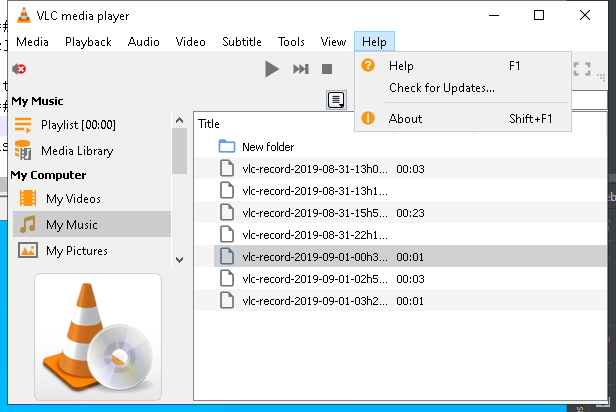 VLC media player
Media Playback Audio Video Subtitle Tools View Help
Help F1
Check for Updates...
About Shift+F1
My Music
Playlist [00:00]
Media Library
My Computer
My Videos
My Music
My Pictures
Title
New folder
vlc-record-2019-08-31-13h0... 00:03
vlc-record-2019-08-31-13h1...
vlc-record-2019-08-31-15h5... 00:23
vlc-record-2019-08-31-22h1...
vlc-record-2019-09-01-00h3... 00:01
vlc-record-2019-09-01-02h5... 00:03
vlc-record-2019-09-01-03h2... 00:01